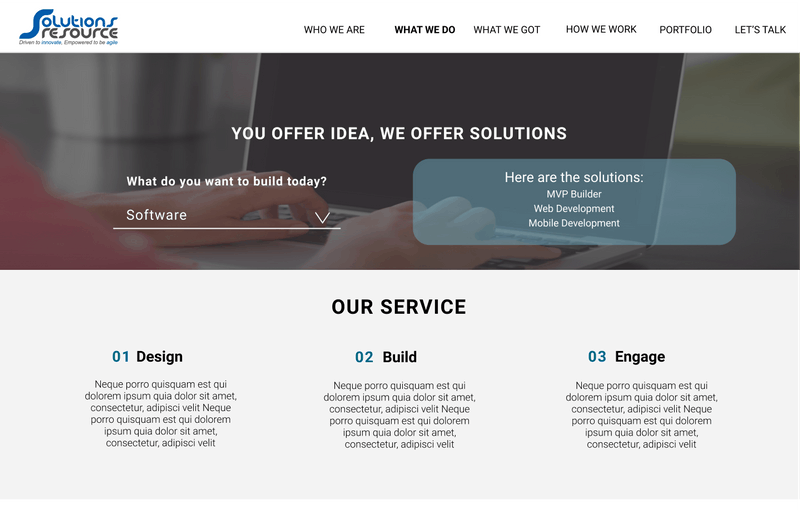 Solutions
resource
Driven to innovate, Empowered to be agile
WHO WE ARE
WHAT WE DO
WHAT WE GOT
HOW WE WORK
PORTFOLIO
LET'S TALK
YOU OFFER IDEA, WE OFFER SOLUTIONS
What do you want to build today?
Software
Here are the solutions:
MVP Builder
Web Development
Mobile Development
OUR SERVICE
01 Design
Neque porro quisquam est qui
dolorem ipsum quia dolor sit amet,
consectetur, adipisci velit Neque
porro quisquam est qui dolorem
ipsum quia dolor sit amet,
consectetur, adipisci velit
02 Build
Neque porro quisquam est qui
dolorem ipsum quia dolor sit amet,
consectetur, adipisci velit Neque
porro quisquam est qui dolorem
ipsum quia dolor sit amet,
consectetur, adipisci velit
03 Engage
Neque porro quisquam est qui
dolorem ipsum quia dolor sit amet,
consectetur, adipisci velit Neque
porro quisquam est qui dolorem
ipsum quia dolor sit amet,
consectetur, adipisci velit